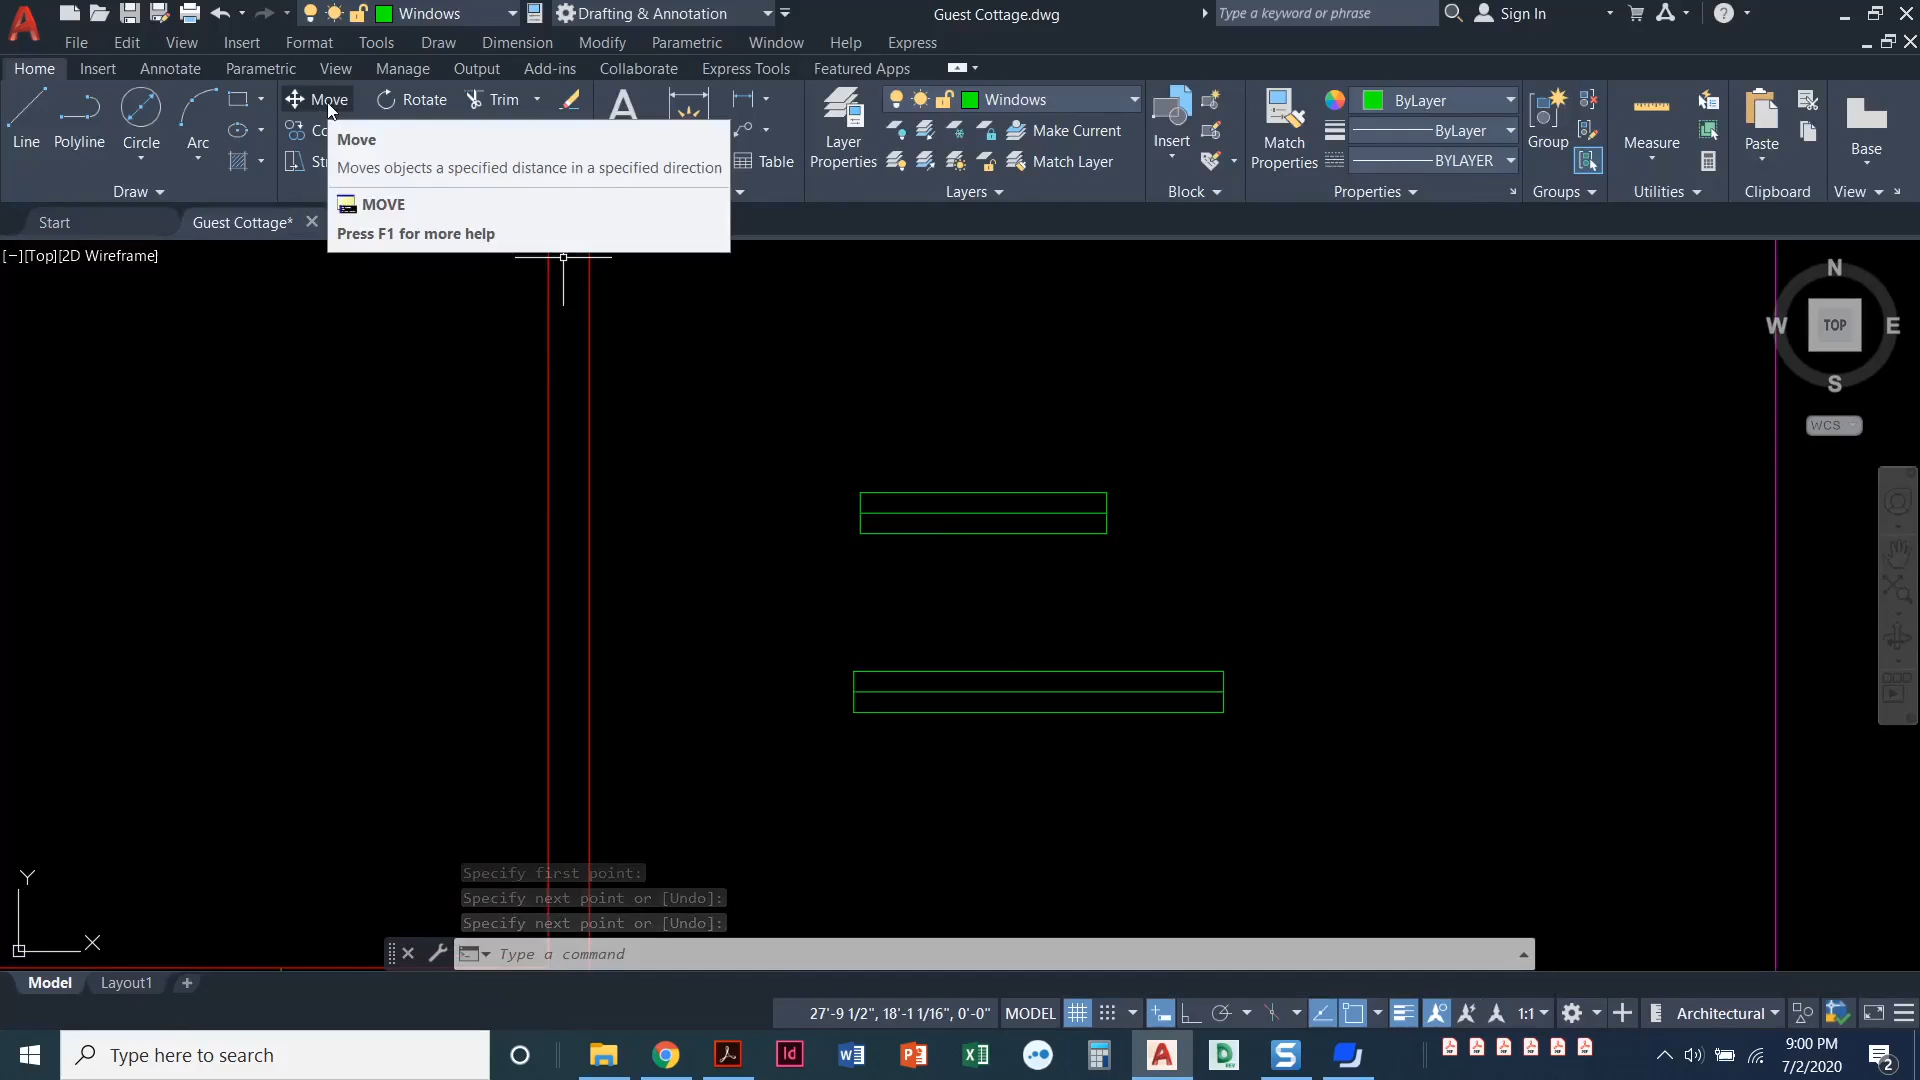 Windows Drafting & Annotation Guest Cottage.dwg Type a keyword or phrase Sign In
File Edit View Insert Format Tools Draw Dimension Modify Parametric Window Help Express
Home Insert Annotate Parametric View Manage Output Add-ins Collaborate Express Tools Featured Apps
Move Rotate Trim Windows ByLayer
Line Polyline Circle Arc Co Layer Properties Make Current Insert Match Properties ByLayer Group Measure Paste Base
St Table Match Layer BYLAYER
Draw Layers Block Properties Groups Utilities Clipboard View
Move
Moves objects a specified distance in a specified direction
MOVE
Press F1 for more help
Start Guest Cottage*
[−][Top][2D Wireframe]
N
W TOP E
S
WCS
Specify first point:
Specify next point or [Undo]:
Specify next point or [Undo]:
Y
X
Type a command
Model Layout1 +
27'-9 1/2", 18'-1 1/16", 0'-0" MODEL 1:1 Architectural
Type here to search
9:00 PM
7/2/2020
2